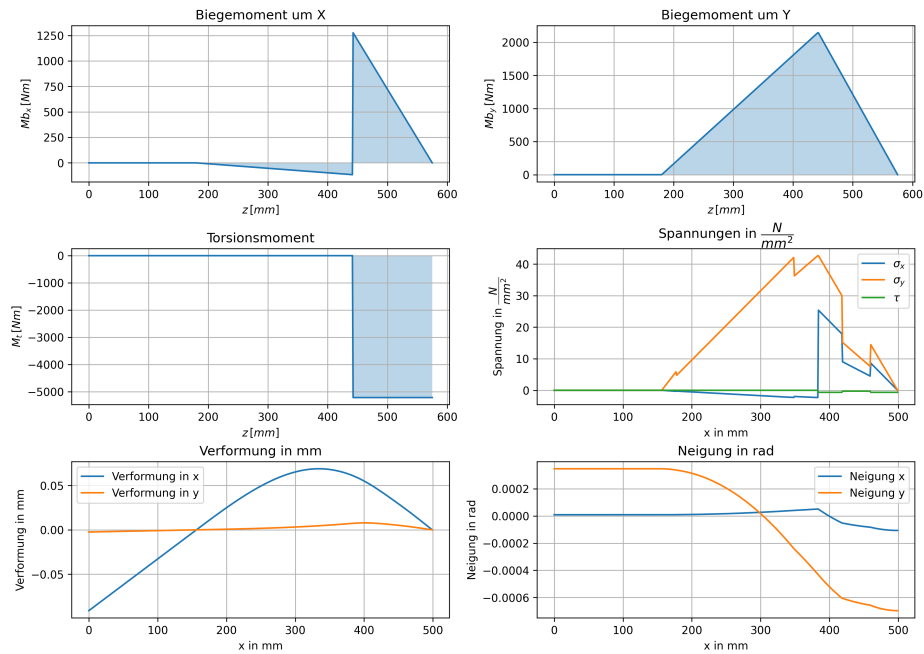 Biegemoment um X
1250
1000
750
500
250
0
Mbₓ [Nm]
0 100 200 300 400 500 600
z [mm]
Biegemoment um Y
2000
1500
1000
500
0
Mb_y [Nm]
0 100 200 300 400 500 600
z [mm]
Torsionsmoment
0
−1000
−2000
−3000
−4000
−5000
M_t [Nm]
0 100 200 300 400 500 600
z [mm]
Spannungen in N/mm²
40
30
20
10
0
Spannung in N/mm²
σₓ
σ_y
τ
0 100 200 300 400 500
x in mm
Verformung in mm
0.05
0.00
−0.05
Verformung in mm
Verformung in x
Verformung in y
0 100 200 300 400 500
x in mm
Neigung in rad
0.0002
0.0000
−0.0002
−0.0004
−0.0006
Neigung in rad
Neigung x
Neigung y
0 100 200 300 400 500
x in mm